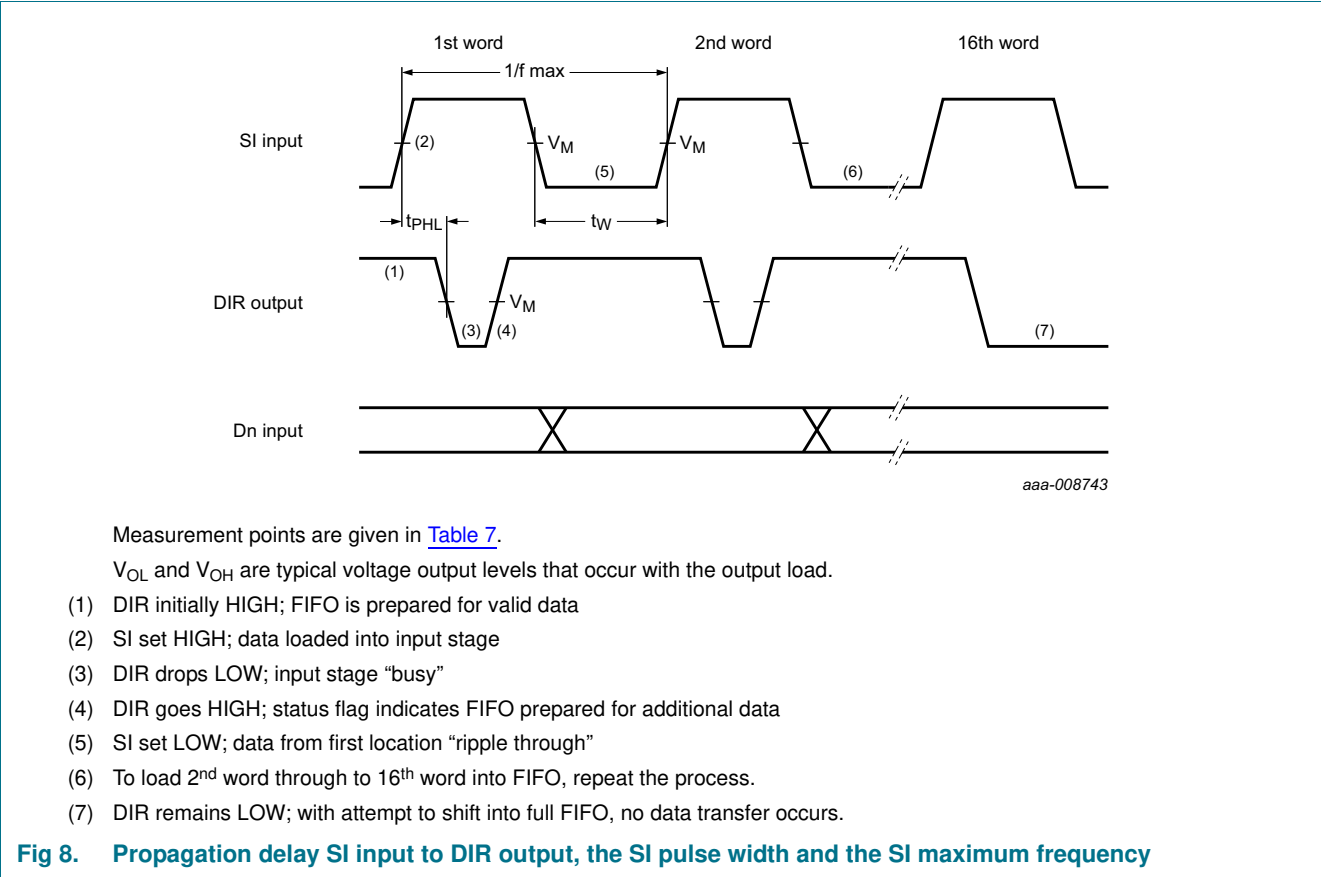 1st word 2nd word 16th word
1/f max
SI input
(2) VM VM
(5) (6)
tPHL tW
(1)
DIR output
VM
(3) (4) (7)
Dn input
aaa-008743
Measurement points are given in Table 7.
VOL and VOH are typical voltage output levels that occur with the output load.
(1) DIR initially HIGH; FIFO is prepared for valid data
(2) SI set HIGH; data loaded into input stage
(3) DIR drops LOW; input stage “busy”
(4) DIR goes HIGH; status flag indicates FIFO prepared for additional data
(5) SI set LOW; data from first location “ripple through”
(6) To load 2nd word through to 16th word into FIFO, repeat the process.
(7) DIR remains LOW; with attempt to shift into full FIFO, no data transfer occurs.
Fig 8. Propagation delay SI input to DIR output, the SI pulse width and the SI maximum frequency